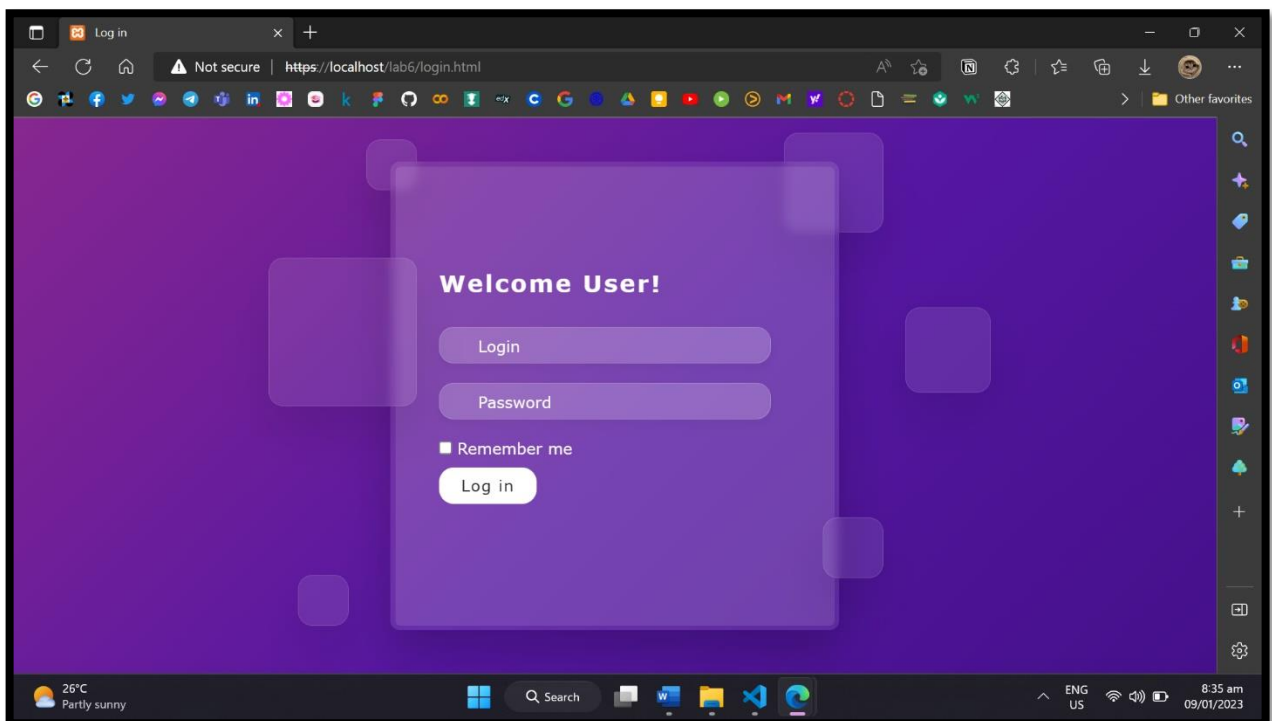 Log in
Not secure | https://localhost/lab6/login.html
Other favorites
Welcome User!
Login
Password
Remember me
Log in
26°C
Partly sunny
Search
ENG
US
8:35 am
09/01/2023